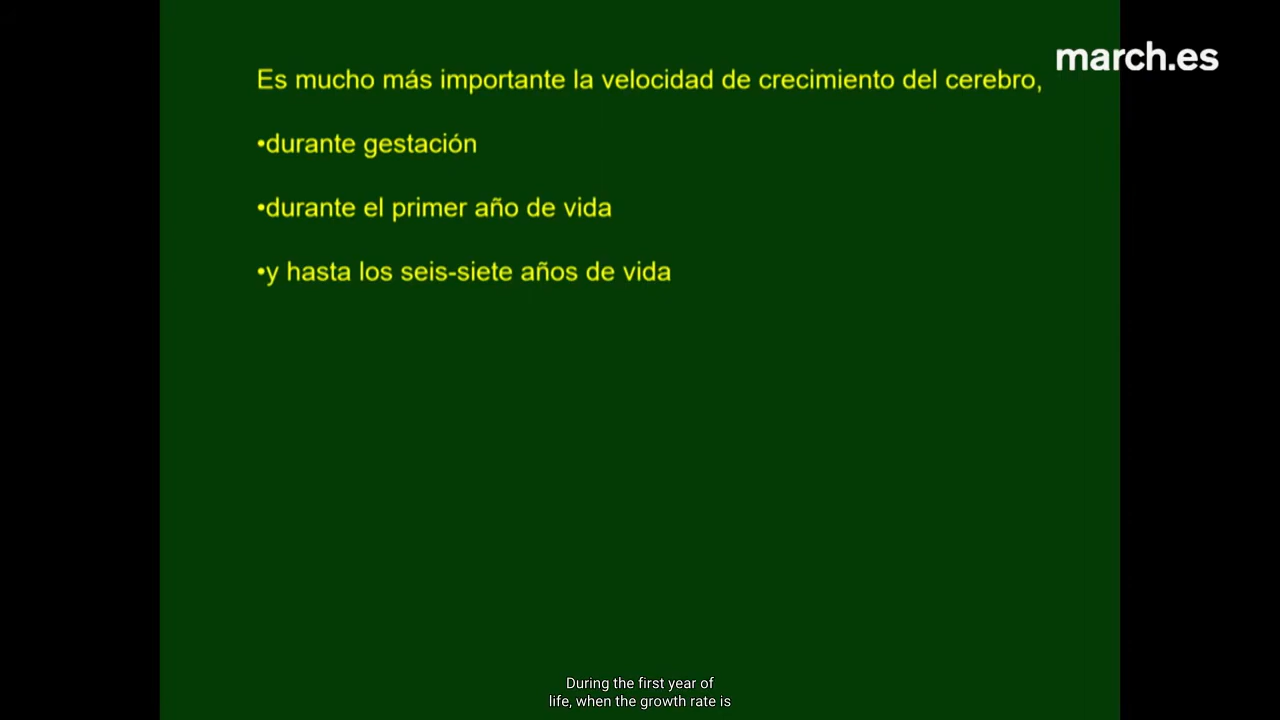 march.es
Es mucho más importante la velocidad de crecimiento del cerebro,
•durante gestación
•durante el primer año de vida
•y hasta los seis-siete años de vida
During the first year of
life, when the growth rate is